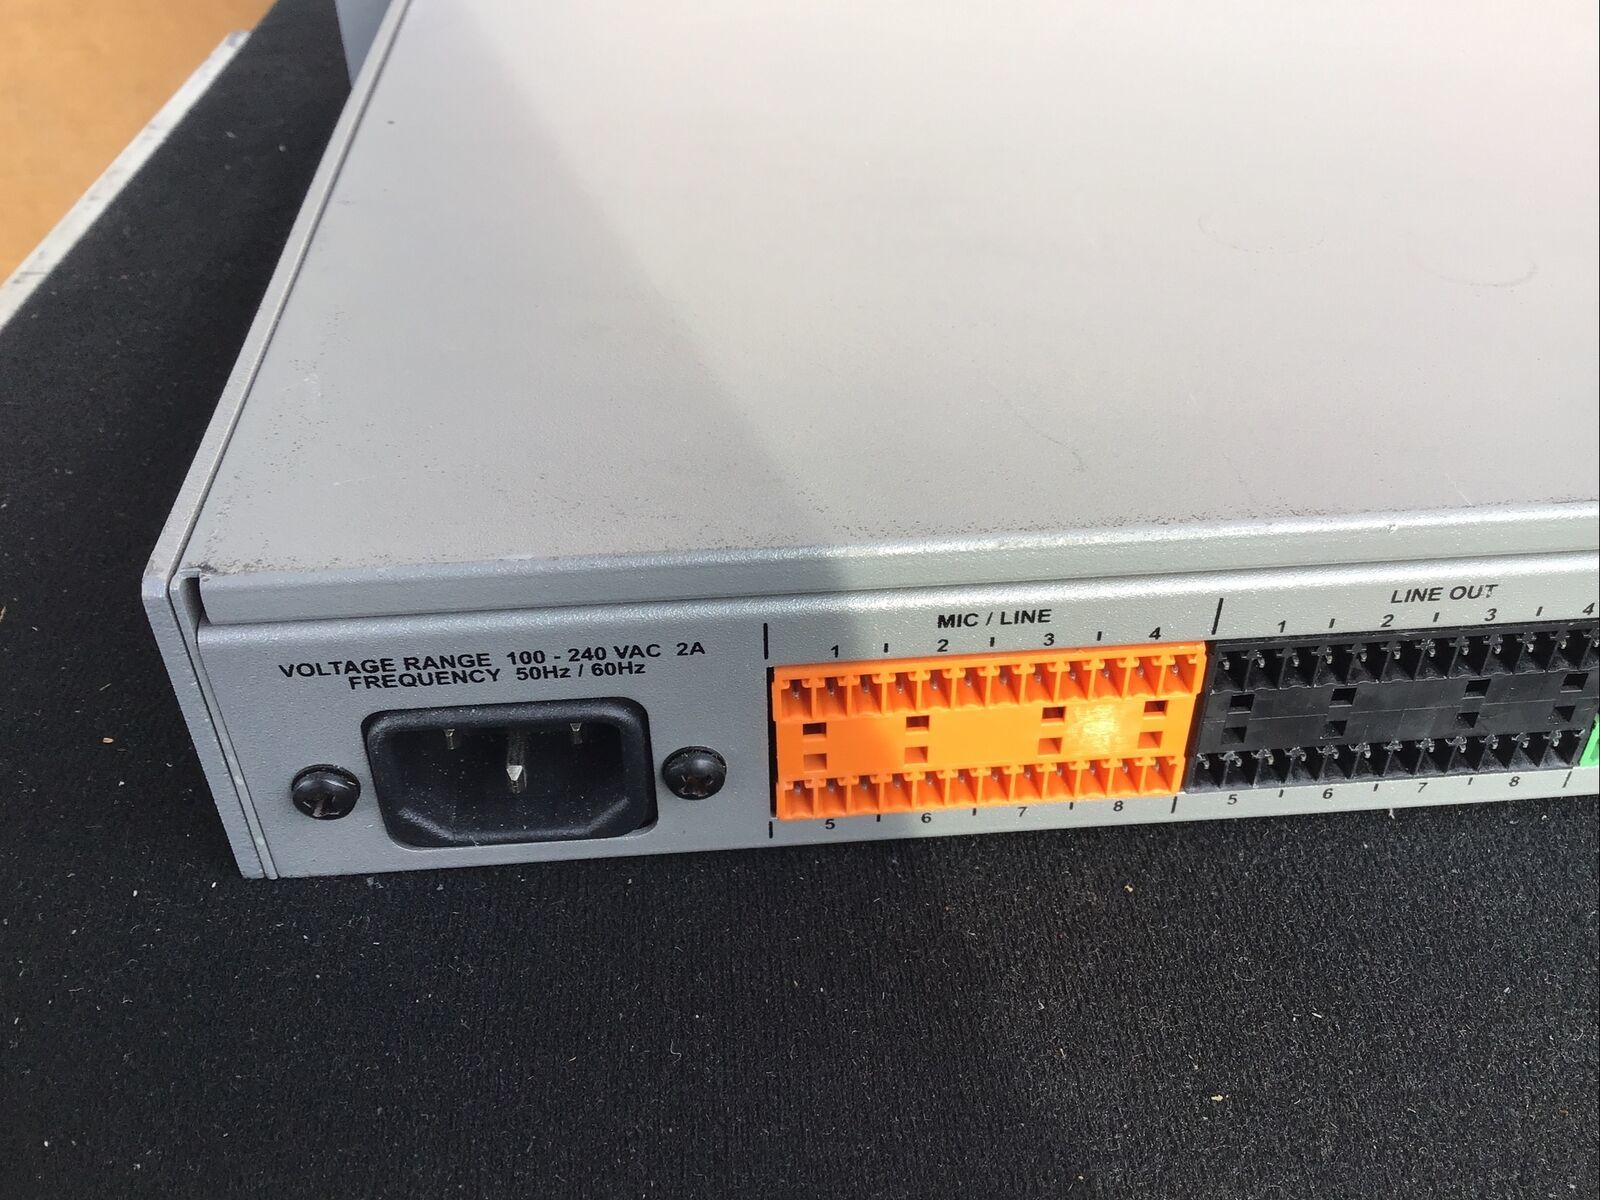 VOLTAGE RANGE 100 - 240 VAC 2A
FREQUENCY 50Hz / 60Hz
MIC / LINE
1 2 3 4
5 6 7 8
LINE OUT
1 2 3 4
5 6 7 8